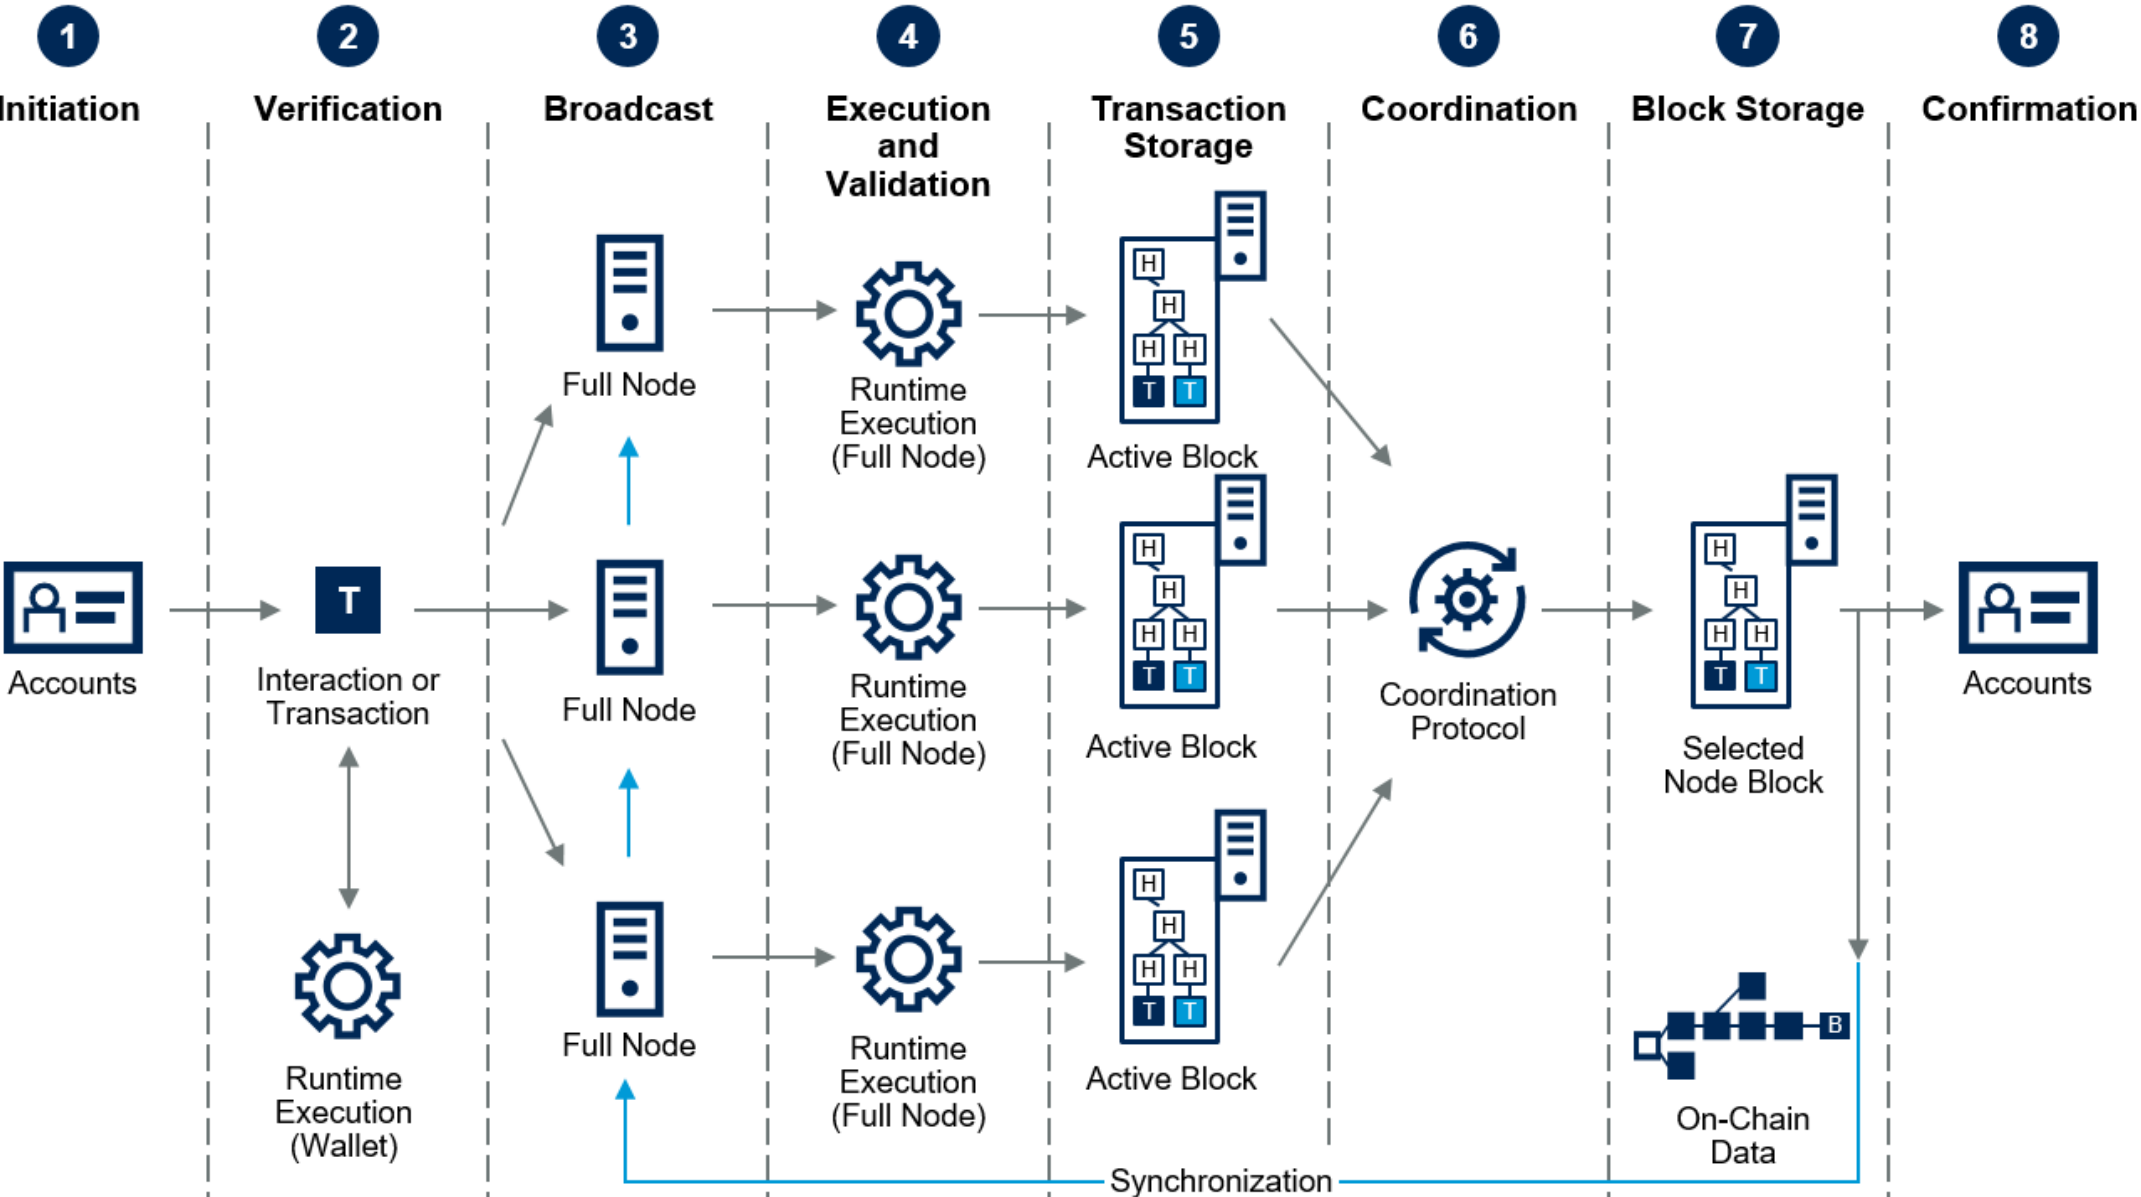 1
2
3
4
5
6
7
8
Initiation
Verification
Broadcast
Execution
and
Validation
Transaction
Storage
Coordination
Block Storage
Confirmation
Accounts
T
Interaction or
Transaction
Runtime
Execution
(Wallet)
Full Node
Full Node
Full Node
Runtime
Execution
(Full Node)
Runtime
Execution
(Full Node)
Runtime
Execution
(Full Node)
H
H
H H
T T
Active Block
H
H
H H
T T
Active Block
H
H
H H
T T
Active Block
Coordination
Protocol
H
H
H H
T T
Selected
Node Block
B
On-Chain
Data
Accounts
Synchronization